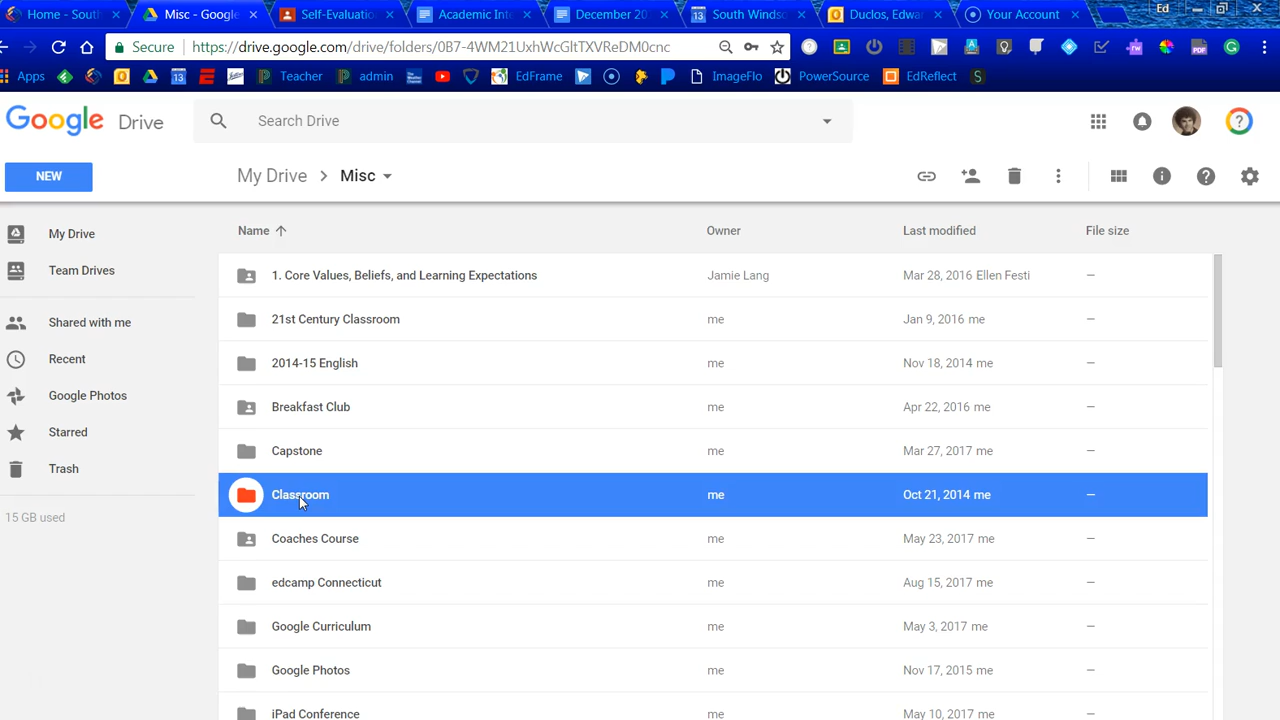 Home - South
Misc - Google
Self-Evaluation
Academic Inte
December 20
South Winds
Duclos, Edwar
Your Account
Ed
Secure https://drive.google.com/drive/folders/0B7-4WM21UxhWcGltTXVReDM0cnc
Apps Teacher admin EdFrame ImageFlo PowerSource EdReflect
Google Drive Search Drive
NEW My Drive > Misc
My Drive
Team Drives
Shared with me
Recent
Google Photos
Starred
Trash
15 GB used
Name Owner Last modified File size
1. Core Values, Beliefs, and Learning Expectations Jamie Lang Mar 28, 2016 Ellen Festi —
21st Century Classroom me Jan 9, 2016 me —
2014-15 English me Nov 18, 2014 me —
Breakfast Club me Apr 22, 2016 me —
Capstone me Mar 27, 2017 me —
Classroom me Oct 21, 2014 me —
Coaches Course me May 23, 2017 me —
edcamp Connecticut me Aug 15, 2017 me —
Google Curriculum me May 3, 2017 me —
Google Photos me Nov 17, 2015 me —
iPad Conference me May 10, 2017 me —